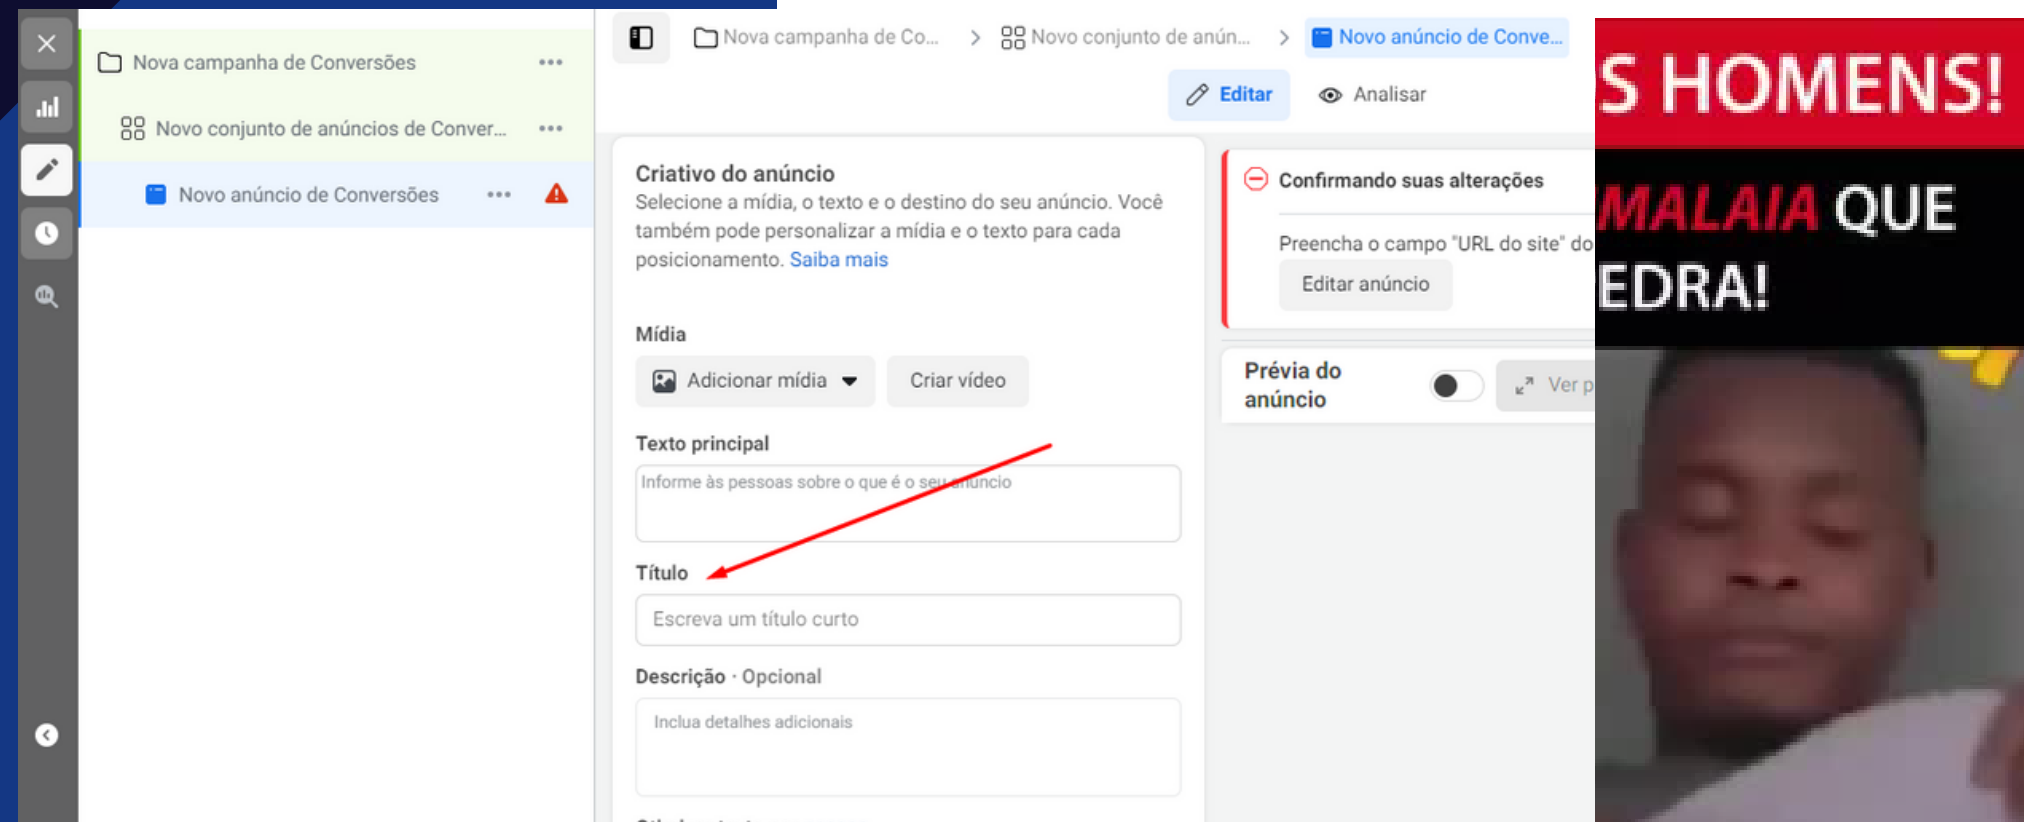 Nova campanha de Conversões
Novo conjunto de anúncios de Conver...
Novo anúncio de Conversões
Nova campanha de Co...
Novo conjunto de anún...
Novo anúncio de Conve...
Editar
Analisar
Criativo do anúncio
Selecione a mídia, o texto e o destino do seu anúncio. Você
também pode personalizar a mídia e o texto para cada
posicionamento. Saiba mais
Mídia
Adicionar mídia
Criar vídeo
Texto principal
Informe às pessoas sobre o que é o seu anúncio
Título
Escreva um título curto
Descrição · Opcional
Inclua detalhes adicionais
Confirmando suas alterações
Preencha o campo "URL do site" do
Editar anúncio
Prévia do
anúncio
Ver p
S HOMENS!
MALAIA QUE
EDRA!